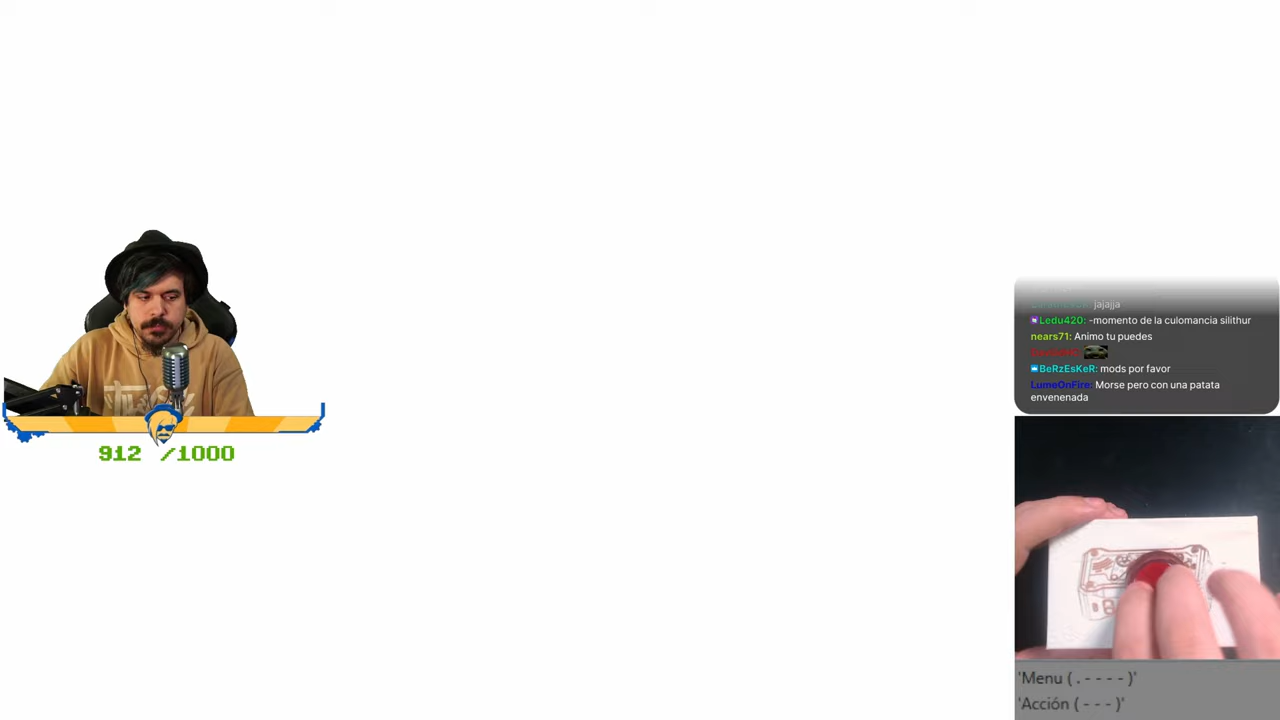 jajajja
Ledu420: -momento de la culomancia silithur
nears71: Animo tu puedes
BeRzEsKeR: mods por favor
LumeOnFire: Morse pero con una patata
envenenada
912 /1000
'Menu ( . - - - - )'
'Acción ( - - - )'